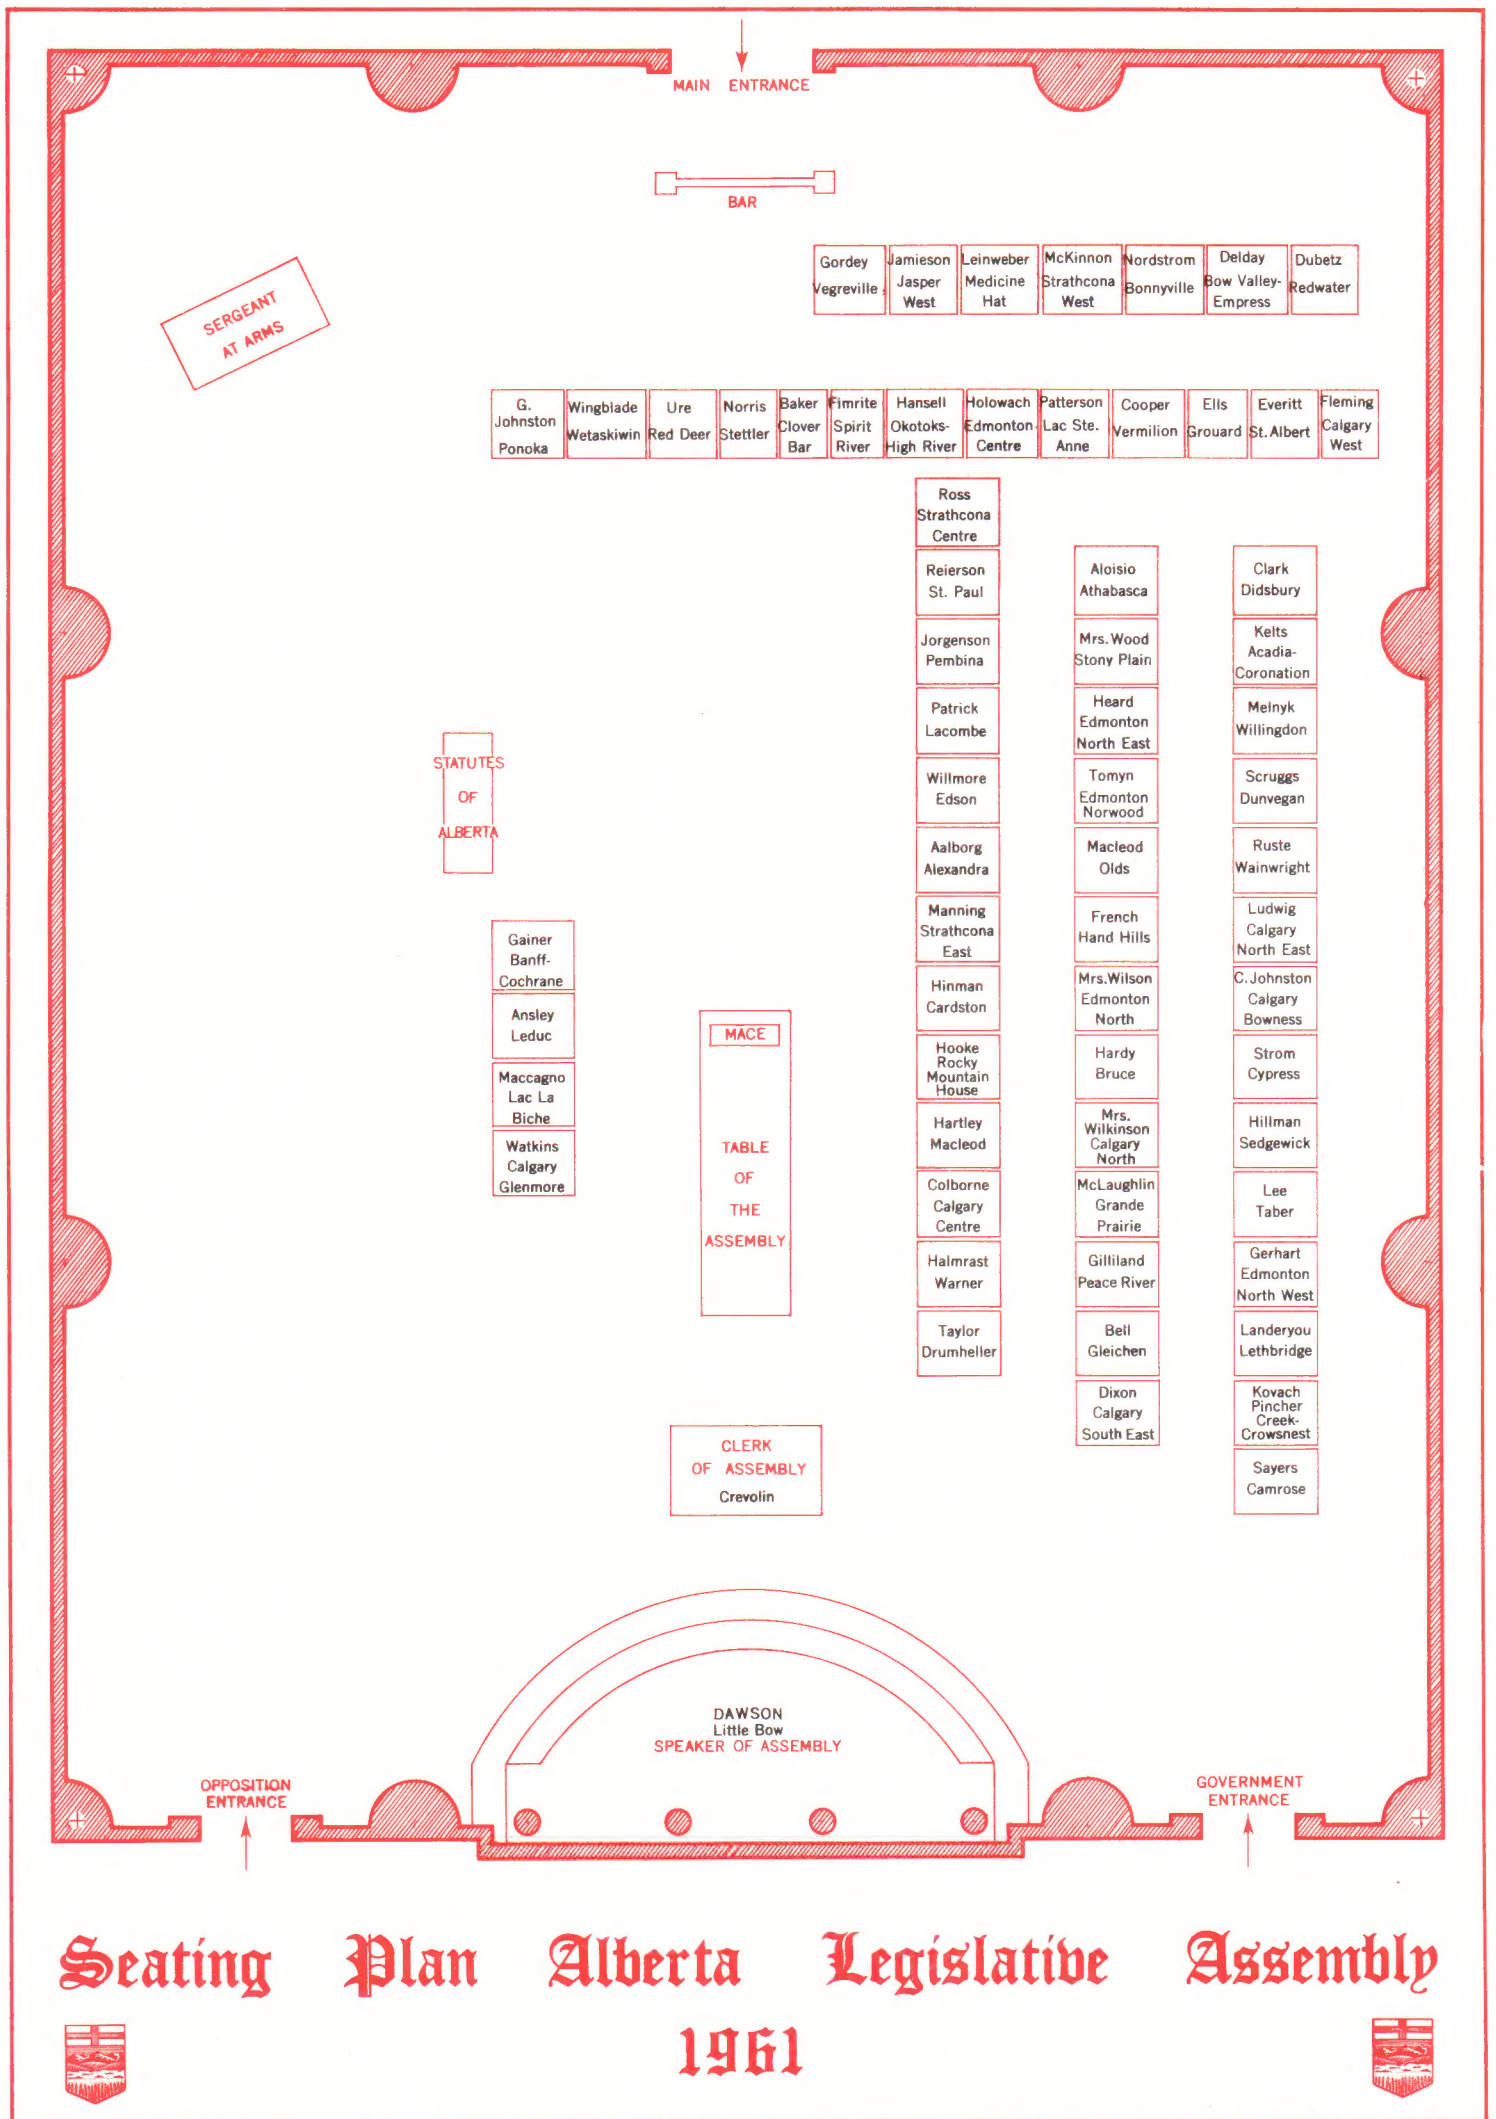 MAIN ENTRANCE
BAR
SERGEANT
AT ARMS
Gordey
Vegreville
Jamieson
Jasper
West
Leinweber
Medicine
Hat
McKinnon
Strathcona
West
Nordstrom
Bonnyville
Delday
Bow Valley-
Empress
Dubetz
Redwater
G.
Johnston
Ponoka
Wingblade
Wetaskiwin
Ure
Red Deer
Norris
Stettler
Baker
Clover
Bar
Fimrite
Spirit
River
Hansell
Okotoks-
High River
Holowach
Edmonton
Centre
Patterson
Lac Ste.
Anne
Cooper
Vermilion
Ells
Grouard
Everitt
St. Albert
Fleming
Calgary
West
Ross
Strathcona
Centre
Reierson
St. Paul
Jorgenson
Pembina
Patrick
Lacombe
Willmore
Edson
Aalborg
Alexandra
Manning
Strathcona
East
Hinman
Cardston
Hooke
Rocky
Mountain
House
Hartley
Macleod
Colborne
Calgary
Centre
Halmrast
Warner
Taylor
Drumheller
Aloisio
Athabasca
Mrs. Wood
Stony Plain
Heard
Edmonton
North East
Tomyn
Edmonton
Norwood
Macleod
Olds
French
Hand Hills
Mrs. Wilson
Edmonton
North
Hardy
Bruce
Mrs.
Wilkinson
Calgary
North
McLaughlin
Grande
Prairie
Gilliland
Peace River
Bell
Gleichen
Dixon
Calgary
South East
Clark
Didsbury
Kelts
Acadia-
Coronation
Melnyk
Willingdon
Scruggs
Dunvegan
Ruste
Wainwright
Ludwig
Calgary
North East
C. Johnston
Calgary
Bowness
Strom
Cypress
Hillman
Sedgewick
Lee
Taber
Gerhart
Edmonton
North West
Landeryou
Lethbridge
Kovach
Pincher
Creek-
Crowsnest
Sayers
Camrose
STATUTES
OF
ALBERTA
Gainer
Banff-
Cochrane
Ansley
Leduc
Maccagno
Lac La
Biche
Watkins
Calgary
Glenmore
MACE
TABLE
OF
THE
ASSEMBLY
CLERK
OF ASSEMBLY
Crevolin
DAWSON
Little Bow
SPEAKER OF ASSEMBLY
OPPOSITION
ENTRANCE
GOVERNMENT
ENTRANCE
Seating Plan Alberta Legislative Assembly
1961